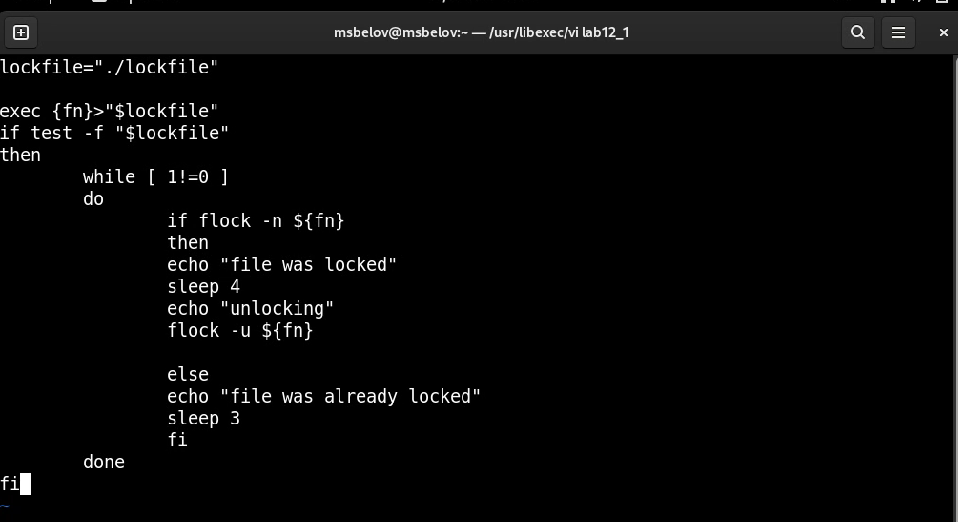 msbelov@msbelov:~ — /usr/libexec/vi lab12_1
lockfile="./lockfile"
exec {fn}>"$lockfile"
if test -f "$lockfile"
then
while [ 1!=0 ]
do
if flock -n ${fn}
then
echo "file was locked"
sleep 4
echo "unlocking"
flock -u ${fn}
else
echo "file was already locked"
sleep 3
fi
done
fi
~